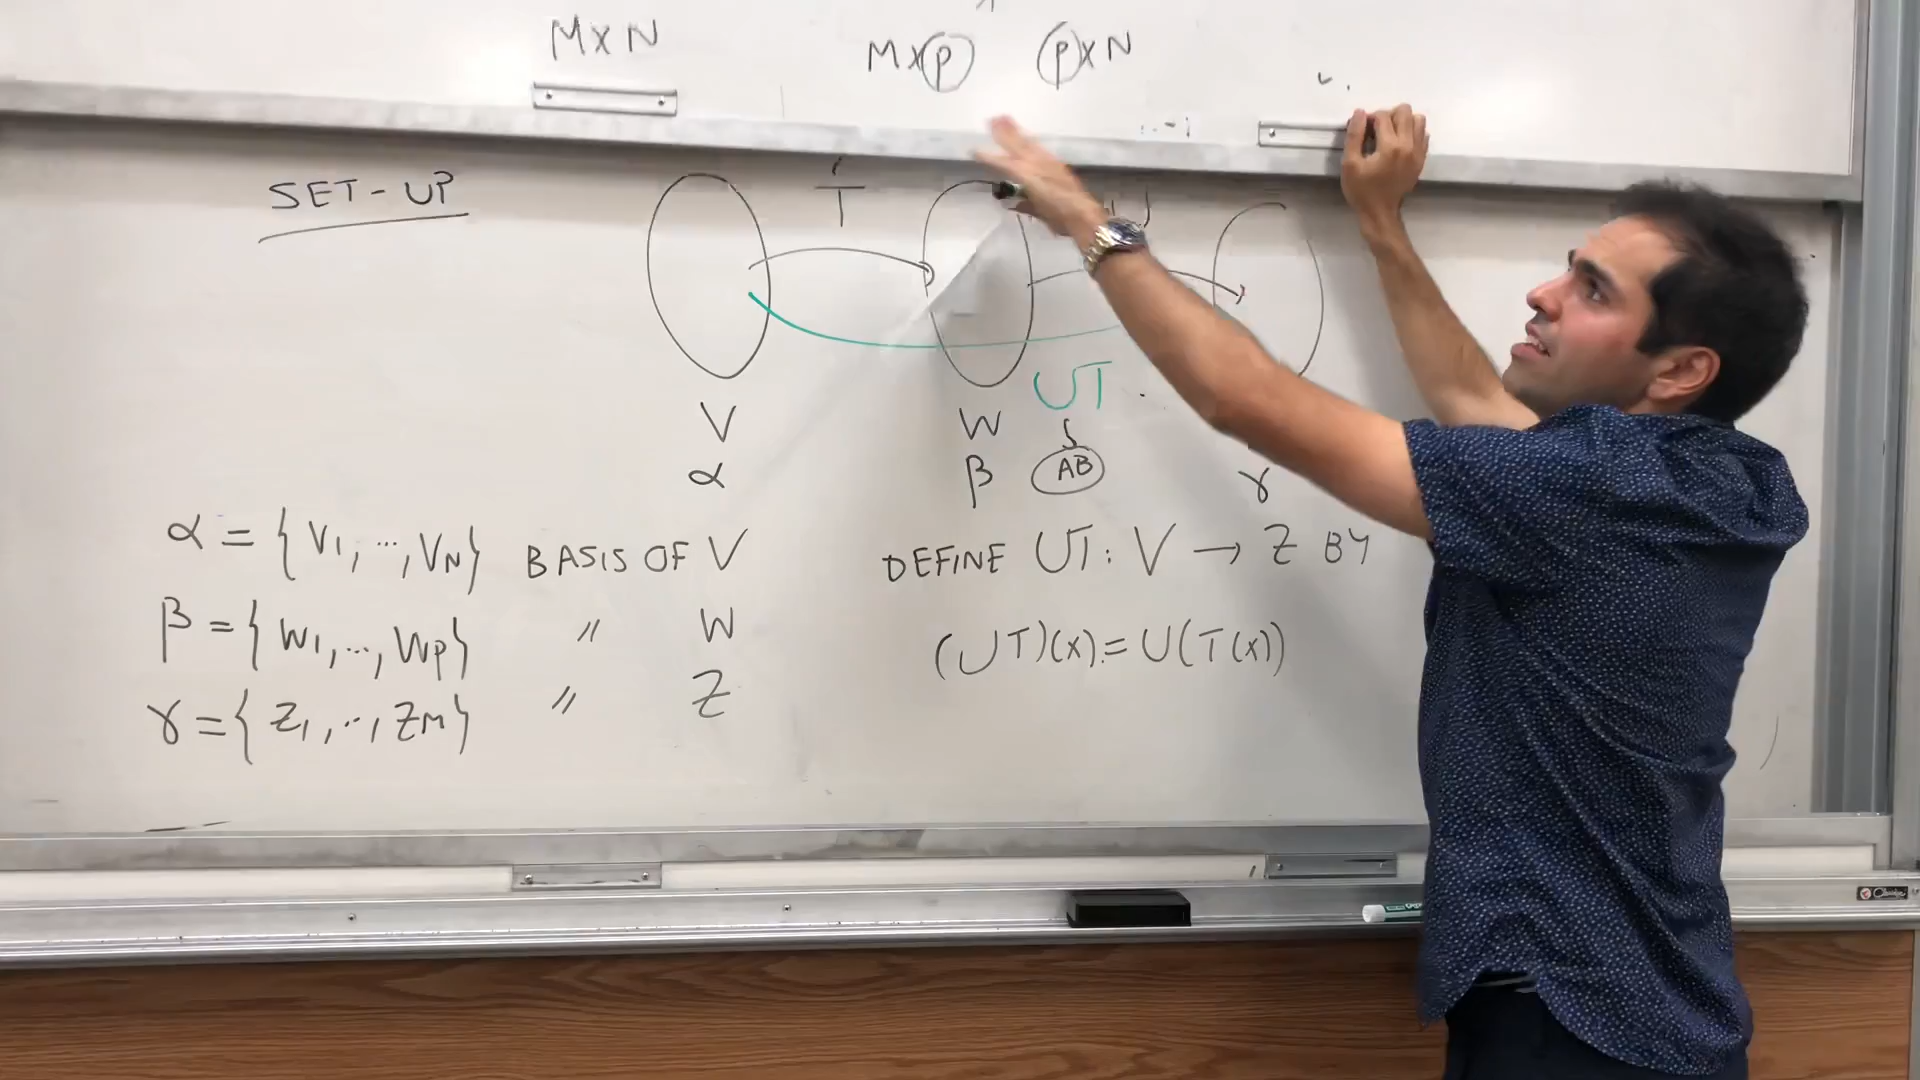 M×N M×p p×N
SET-UP T U
UT
V W
AB
α β γ
α = {V1, ..., VN} BASIS OF V
DEFINE UT: V → Z BY
β = {W1, ..., Wp} " W
(UT)(x) = U(T(x))
γ = {Z1, .., ZM} " Z